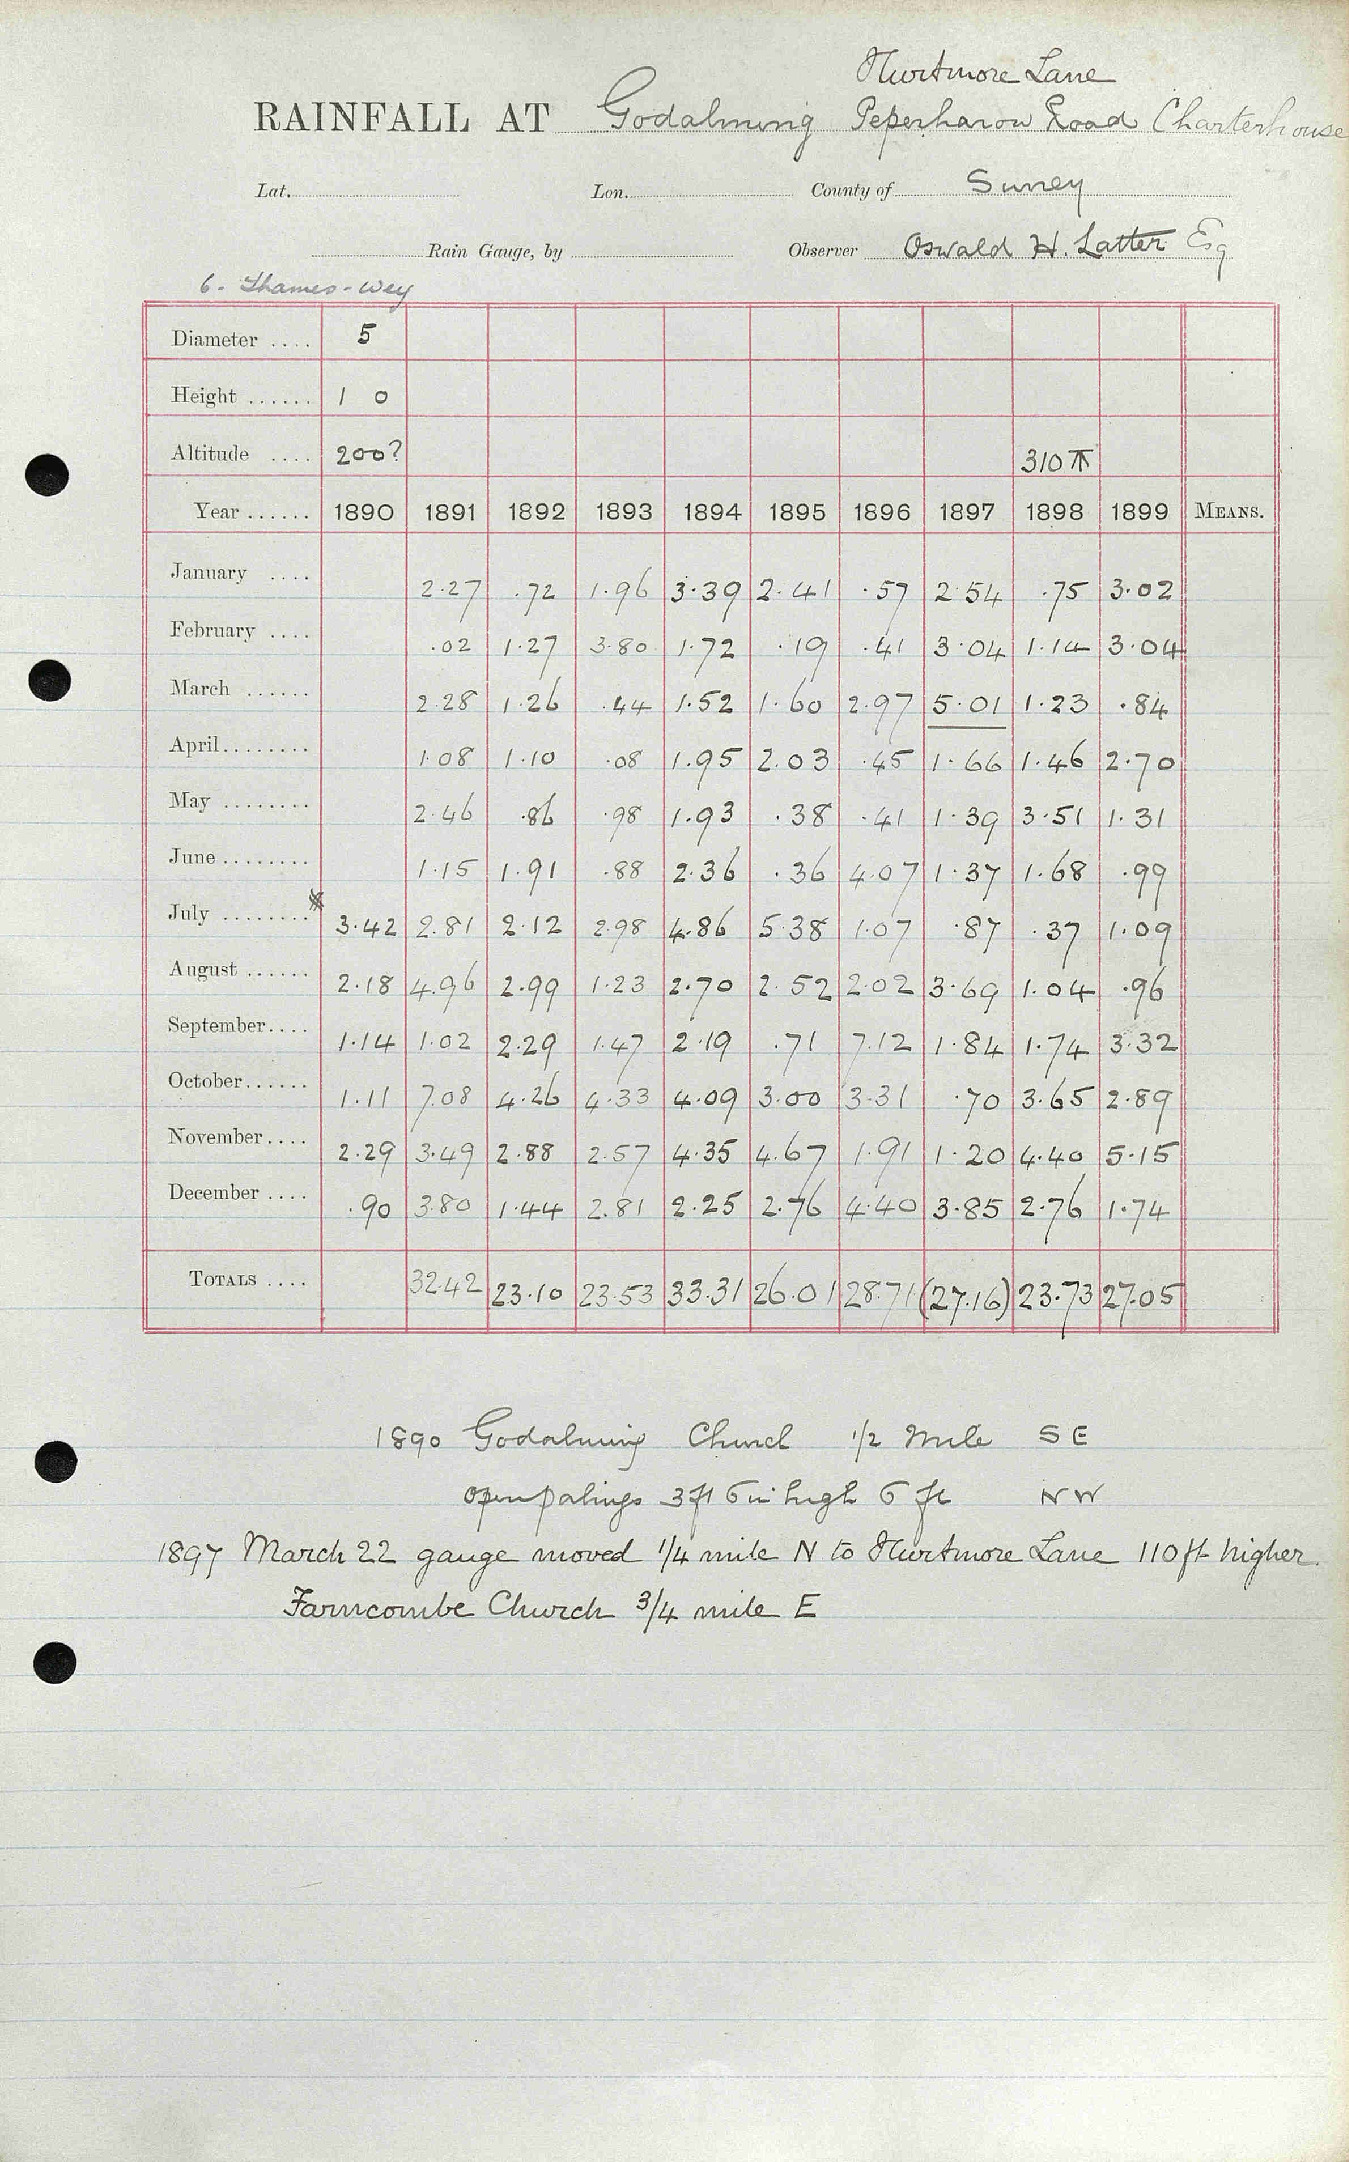 Hurtmore Lane
RAINFALL AT Godalming Peperharow Road Charterhouse
Lat. Lon. County of Surrey
Rain Gauge, by Observer Oswald H. Latter Esq
6 - Thames - Wey
Diameter .... 5
Height ...... 1 0
Altitude .... 200? 310 ⊼
Year ...... 1890 1891 1892 1893 1894 1895 1896 1897 1898 1899 MEANS.
January .... 2.27 .72 1.96 3.39 2.41 .57 2.54 .75 3.02
February .... .02 1.27 3.80 1.72 .19 .41 3.04 1.14 3.04
March ...... 2.28 1.26 .44 1.52 1.60 2.97 5.01 1.23 .84
April........ 1.08 1.10 .08 1.95 2.03 .45 1.66 1.46 2.70
May ........ 2.46 .86 .98 1.93 .38 .41 1.39 3.51 1.31
June ........ 1.15 1.91 .88 2.36 .36 4.07 1.37 1.68 .99
July ........ 3.42 2.81 2.12 2.98 4.86 5.38 1.07 .87 .37 1.09
August ...... 2.18 4.96 2.99 1.23 2.70 2.52 2.02 3.69 1.04 .96
September.... 1.14 1.02 2.29 1.47 2.19 .71 7.12 1.84 1.74 3.32
October...... 1.11 7.08 4.26 4.33 4.09 3.00 3.31 .70 3.65 2.89
November.... 2.29 3.49 2.88 2.57 4.35 4.67 1.91 1.20 4.40 5.15
December .... .90 3.80 1.44 2.81 2.25 2.76 4.40 3.85 2.76 1.74
TOTALS .... 32.42 23.10 23.53 33.31 26.01 28.71 (27.16) 23.73 27.05
1890 Godalming Church 1/2 Mile SE
open palings 3 ft 6 in high 6 ft NW
1897 March 22 gauge moved 1/4 mile N to Hurtmore Lane 110 ft higher.
Farncombe Church 3/4 mile E